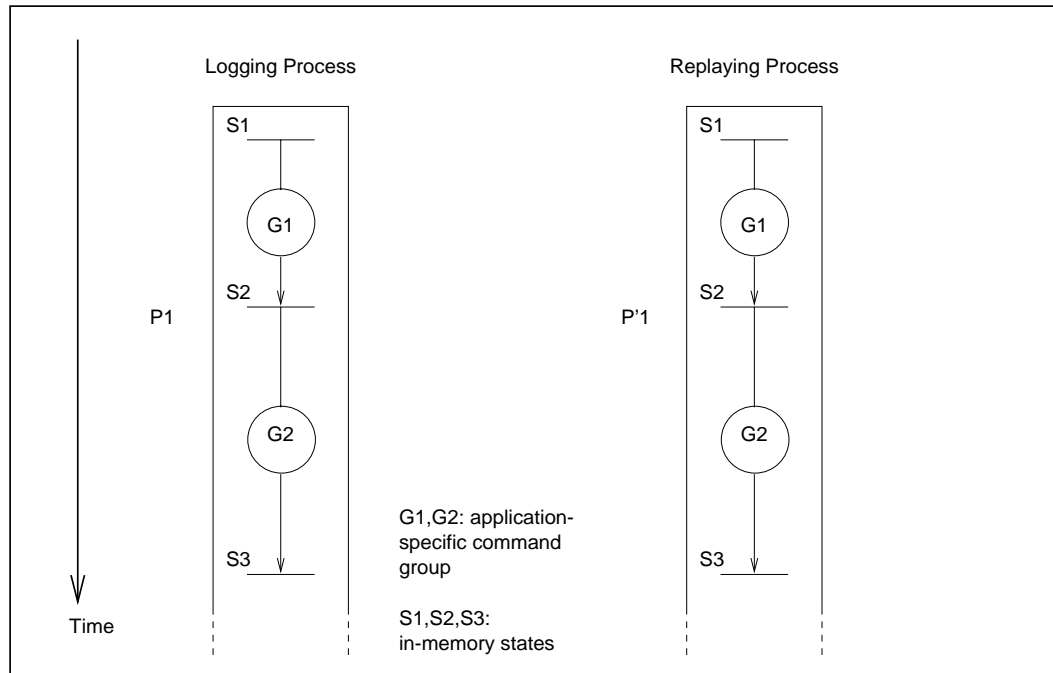 Logging Process
Replaying Process
S1
S1
G1
G1
S2
S2
P1
P'1
G2
G2
G1,G2: application-
specific command
group
S3
S3
S1,S2,S3:
in-memory states
Time